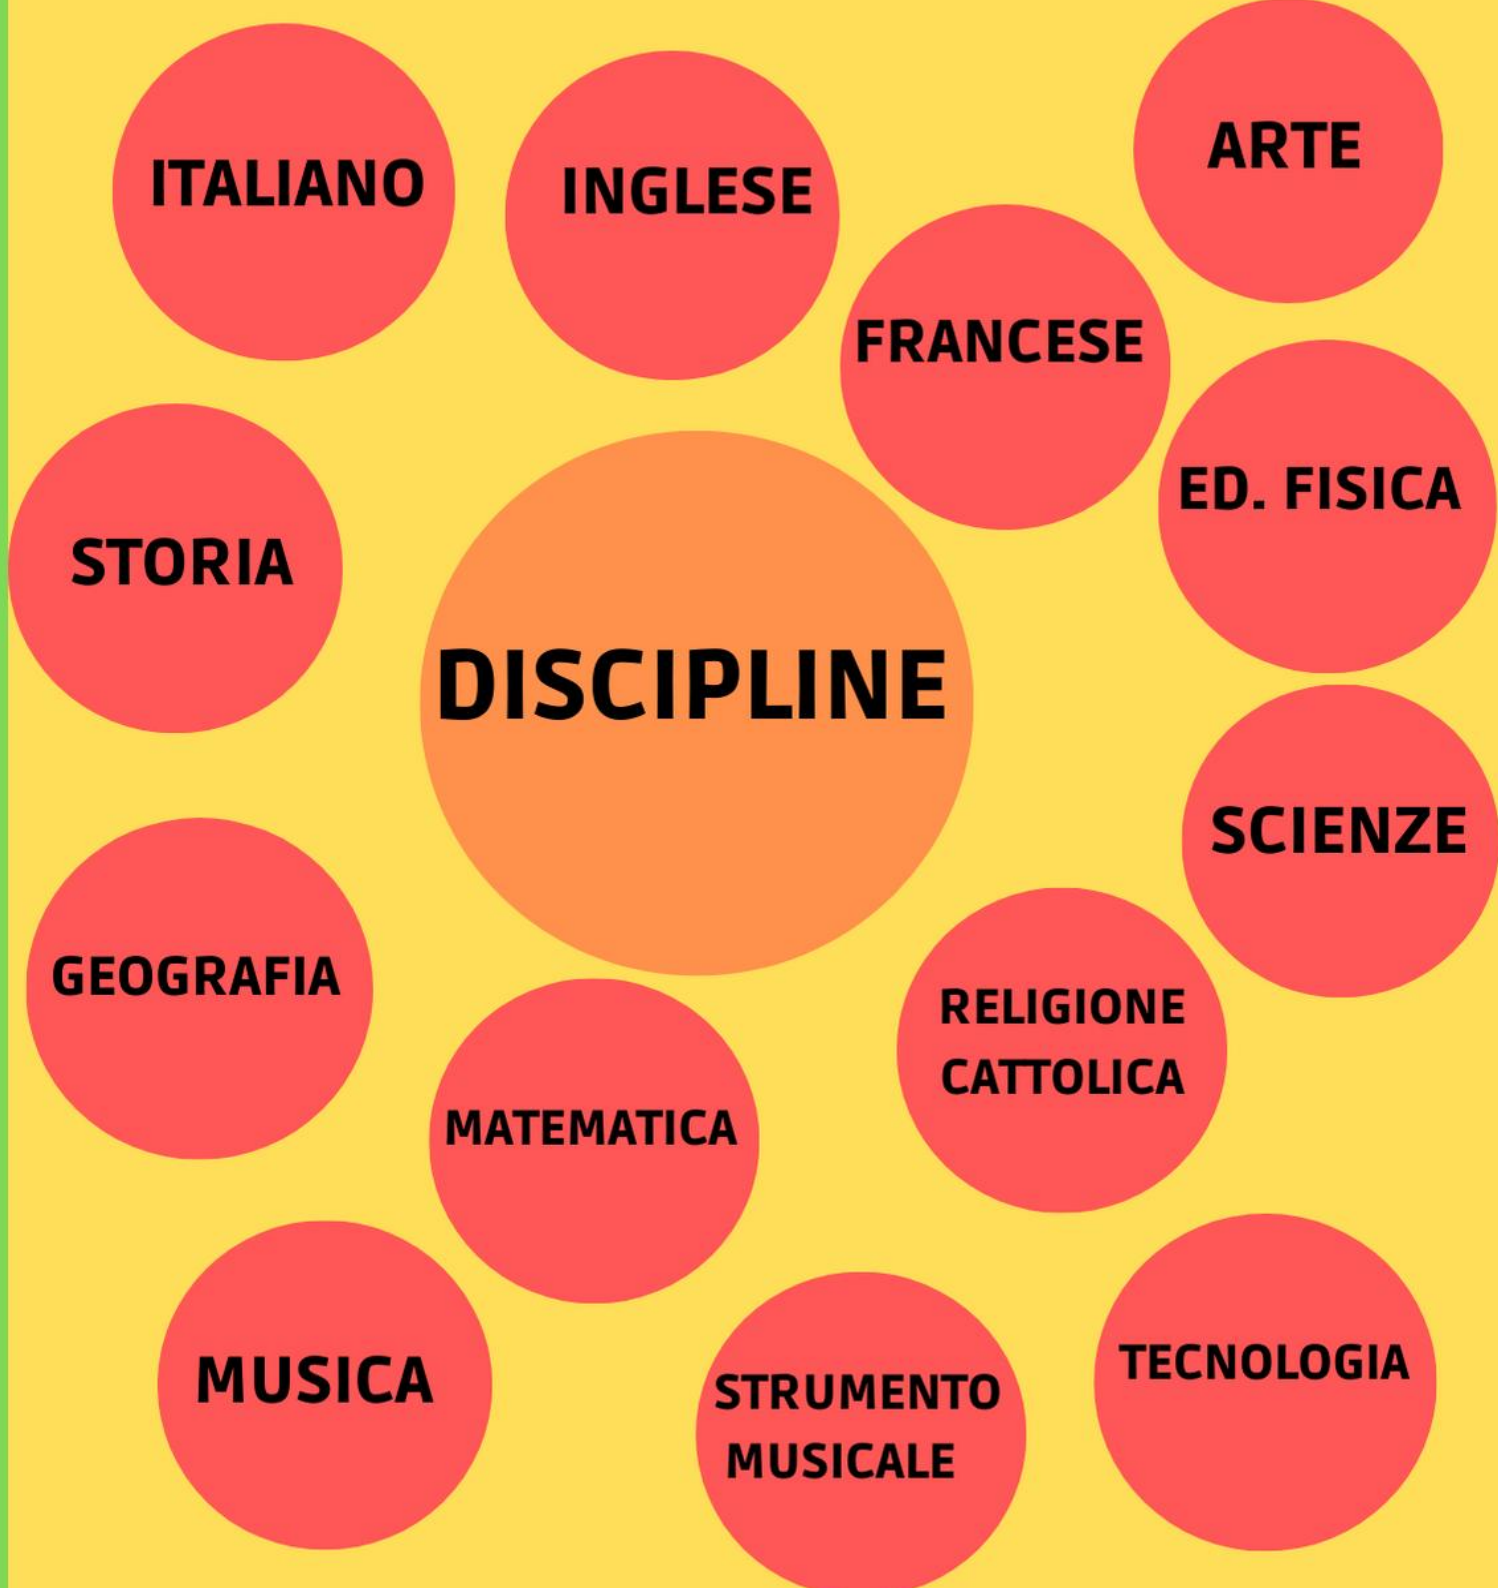 ITALIANO
INGLESE
ARTE
FRANCESE
ED. FISICA
STORIA
DISCIPLINE
SCIENZE
GEOGRAFIA
RELIGIONE
CATTOLICA
MATEMATICA
MUSICA
STRUMENTO
MUSICALE
TECNOLOGIA